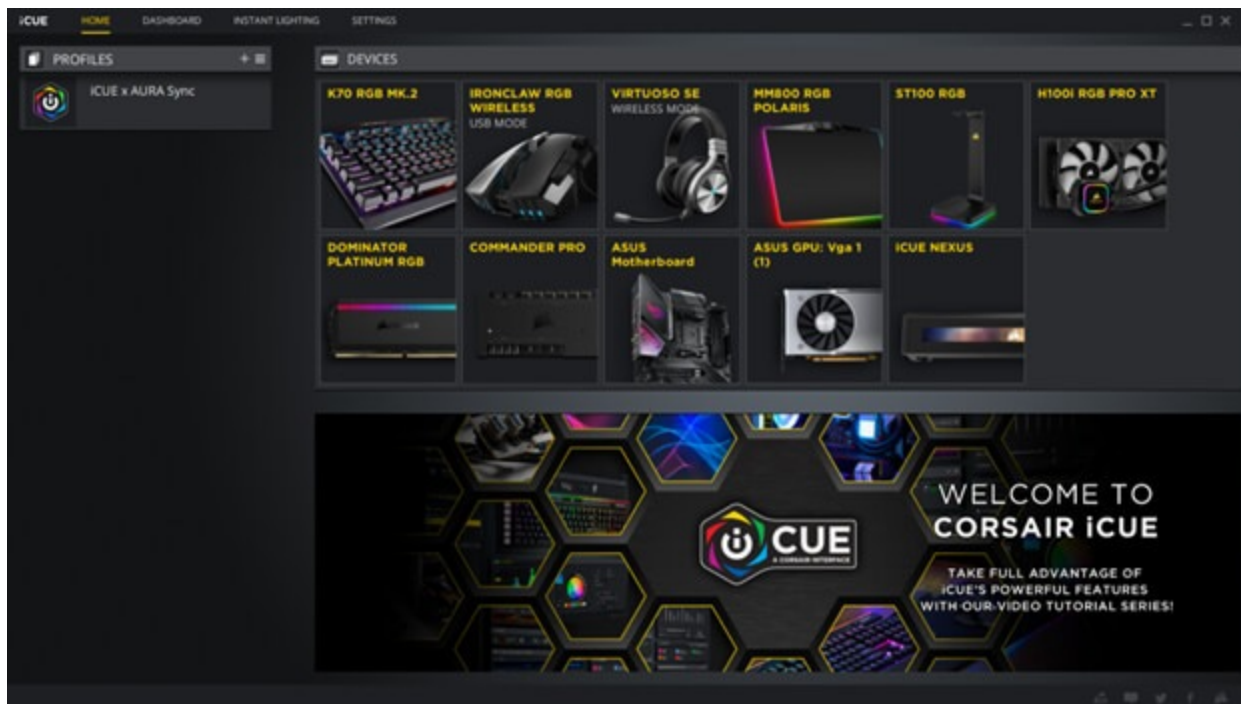 iCUE HOME DASHBOARD INSTANT LIGHTING SETTINGS
PROFILES
iCUE x AURA Sync
DEVICES
K70 RGB MK.2
IRONCLAW RGB
WIRELESS
USB MODE
VIRTUOSO SE
WIRELESS MODE
MM800 RGB
POLARIS
ST100 RGB
H100i RGB PRO XT
DOMINATOR
PLATINUM RGB
COMMANDER PRO
ASUS
Motherboard
ASUS GPU: Vga 1
(1)
iCUE NEXUS
iCUE
A CORSAIR INTERFACE
WELCOME TO
CORSAIR iCUE
TAKE FULL ADVANTAGE OF
iCUE'S POWERFUL FEATURES
WITH OUR VIDEO TUTORIAL SERIES!